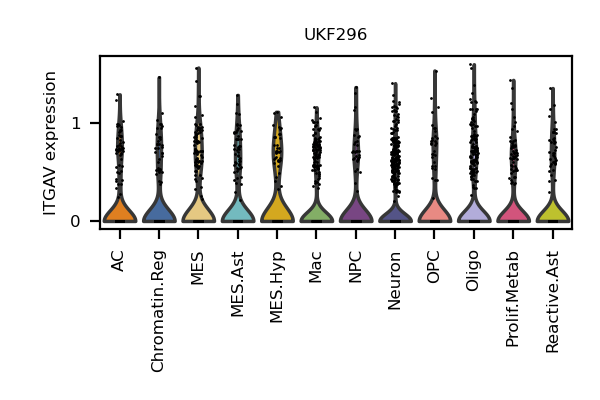 UKF296
ITGAV expression
1
0
AC
Chromatin.Reg
MES
MES.Ast
MES.Hyp
Mac
NPC
Neuron
OPC
Oligo
Prolif.Metab
Reactive.Ast